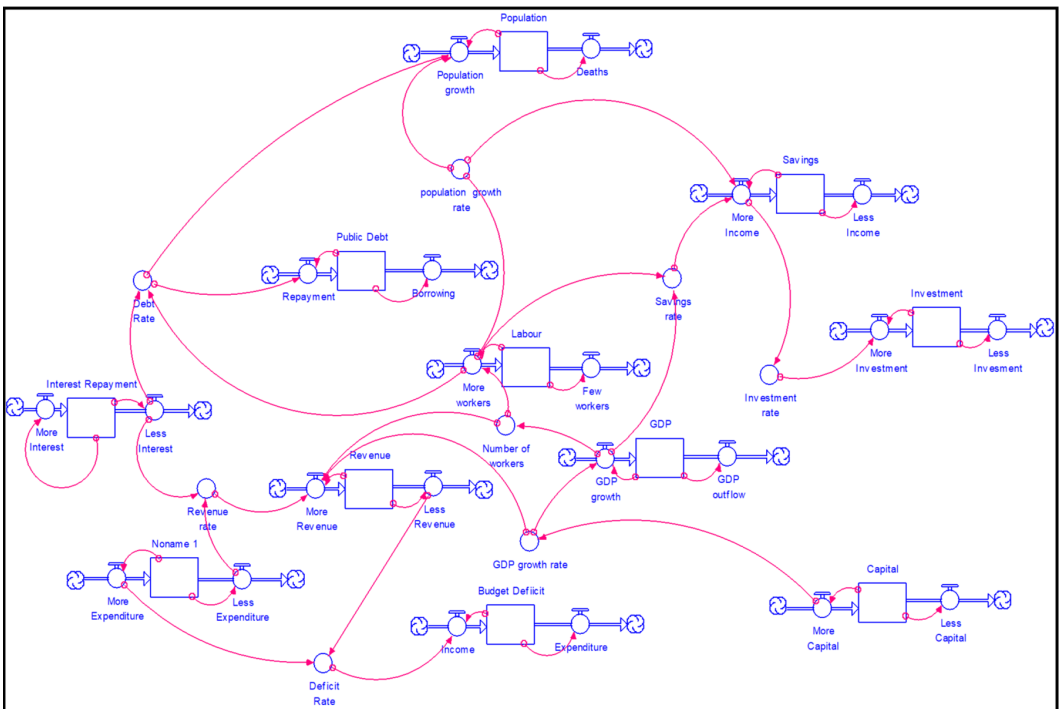 Population
Population
growth
Deaths
population growth
rate
Savings
More
Income
Less
Income
Public Debt
Repayment
Borrowing
Debt
Rate
Savings
rate
Investment
More
Investment
Less
Invesment
Labour
More
workers
Few
workers
Investment
rate
Interest Repayment
More
Interest
Less
Interest
Number of
workers
GDP
GDP
growth
GDP
outflow
Revenue
More
Revenue
Less
Revenue
Revenue
rate
GDP growth rate
Noname 1
More
Expenditure
Less
Expenditure
Budget Defiicit
Income
Expenditure
Capital
More
Capital
Less
Capital
Deficit
Rate